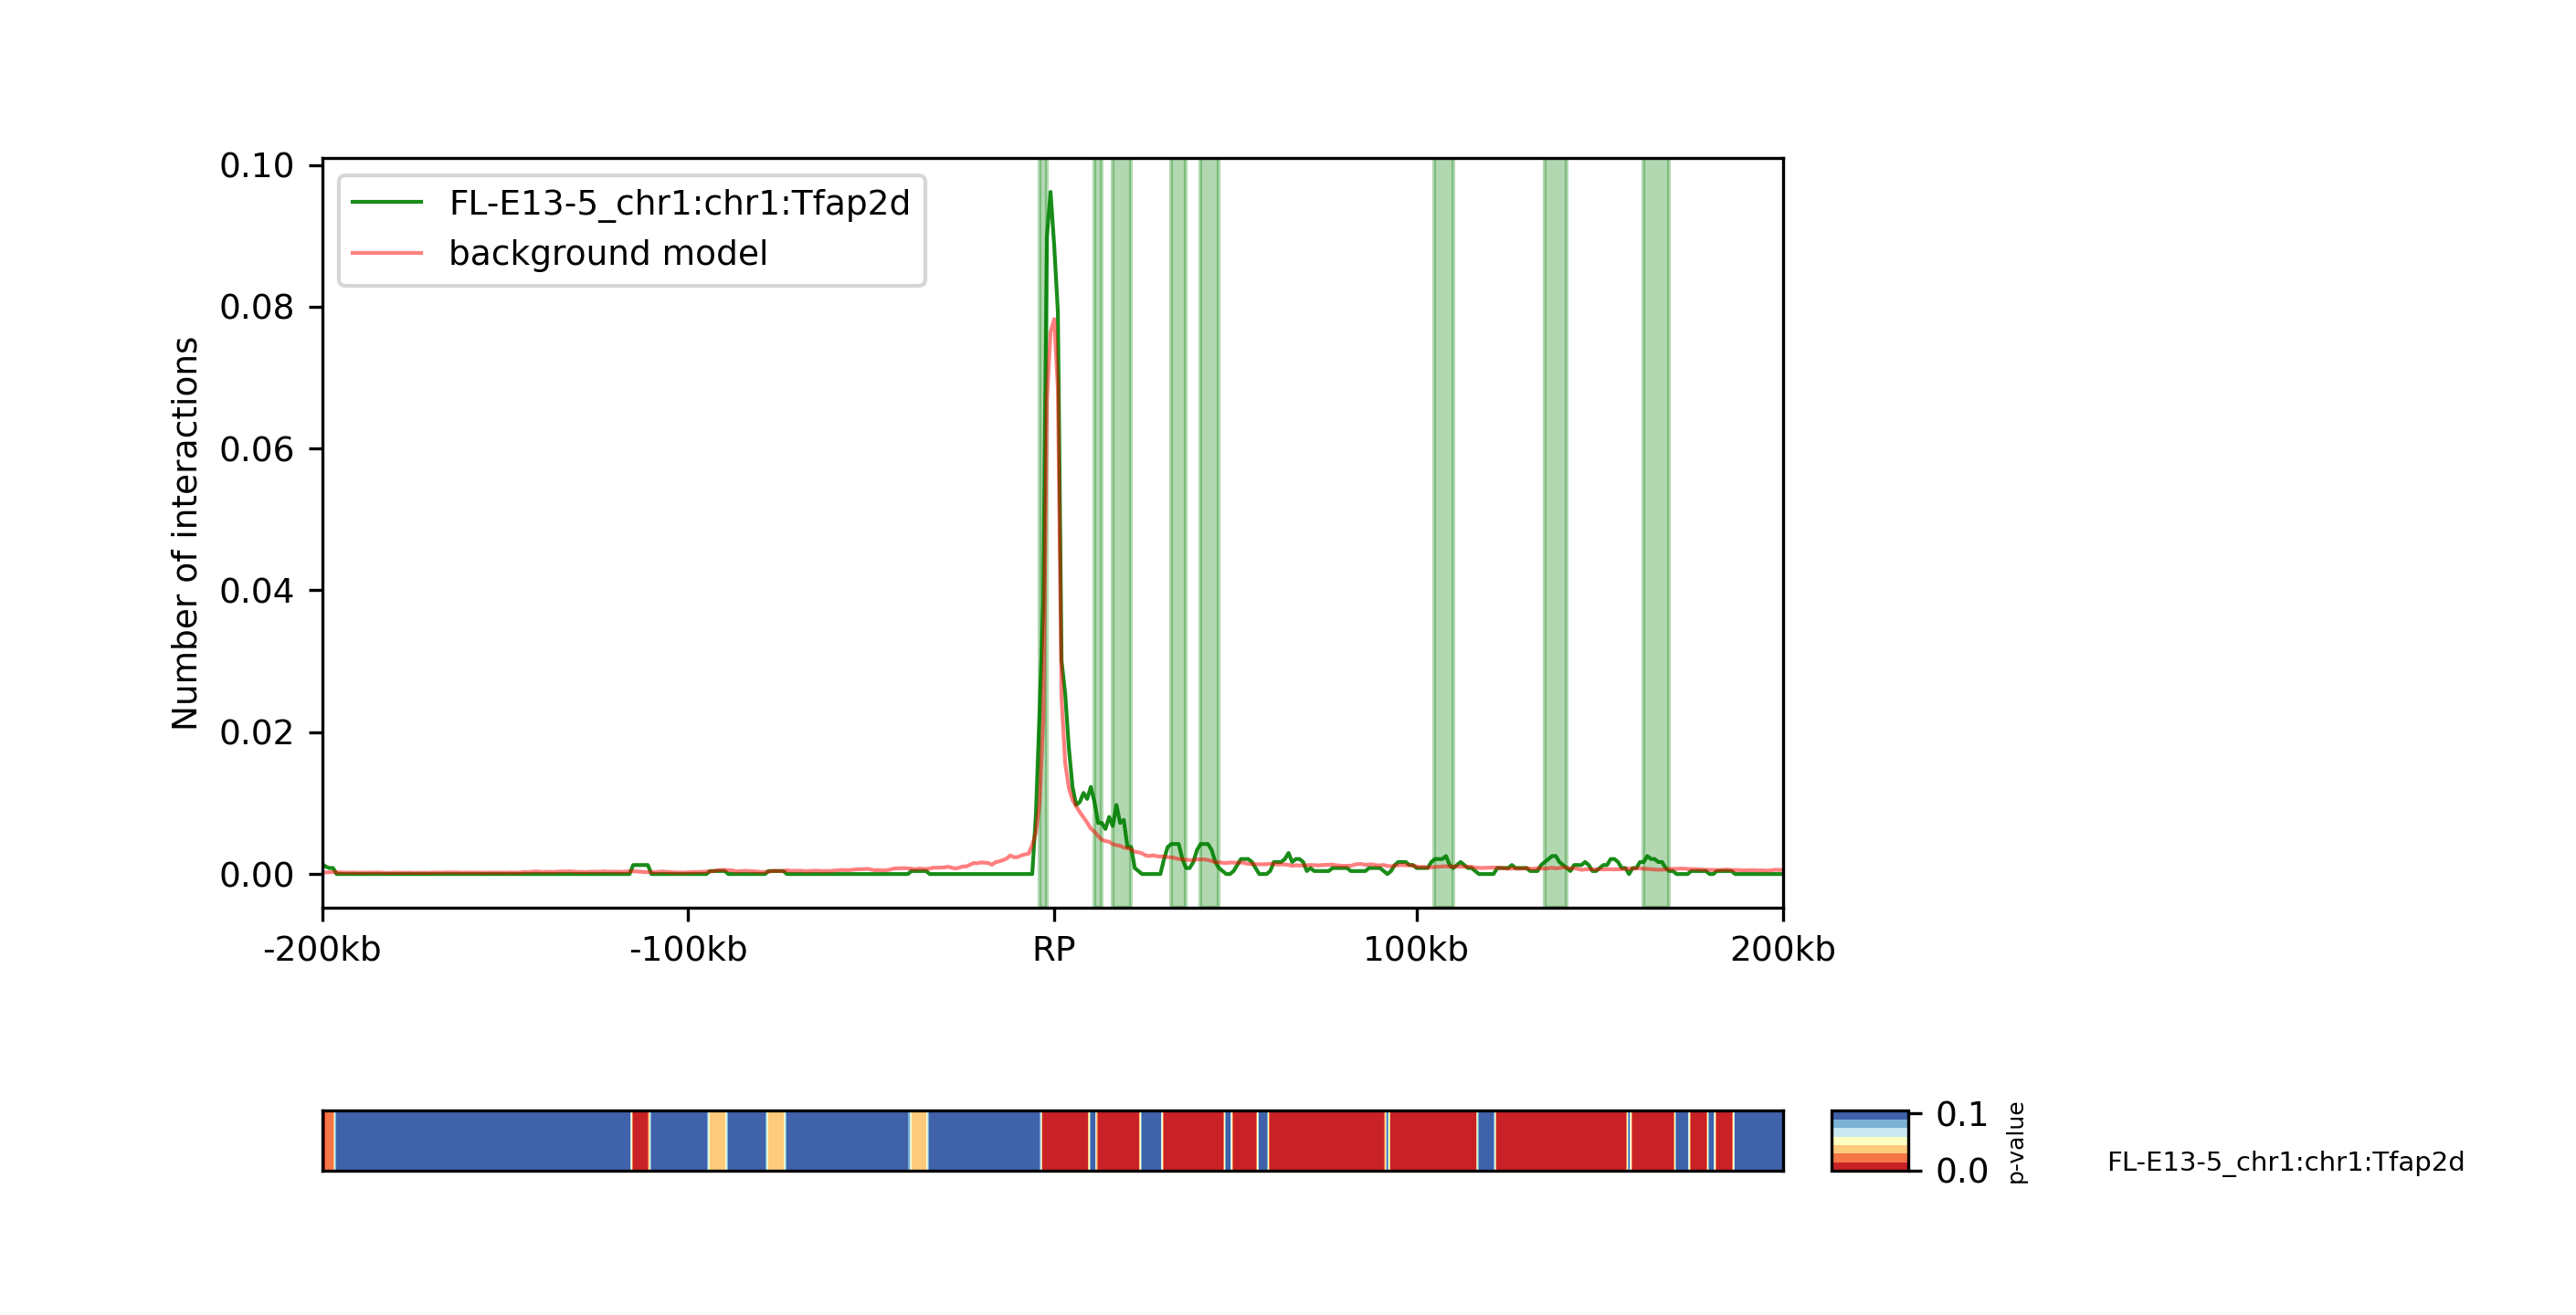 0.10
0.08
0.06
0.04
0.02
0.00
Number of interactions
FL-E13-5_chr1:chr1:Tfap2d
background model
-200kb
-100kb
RP
100kb
200kb
0.1
0.0
p-value
FL-E13-5_chr1:chr1:Tfap2d